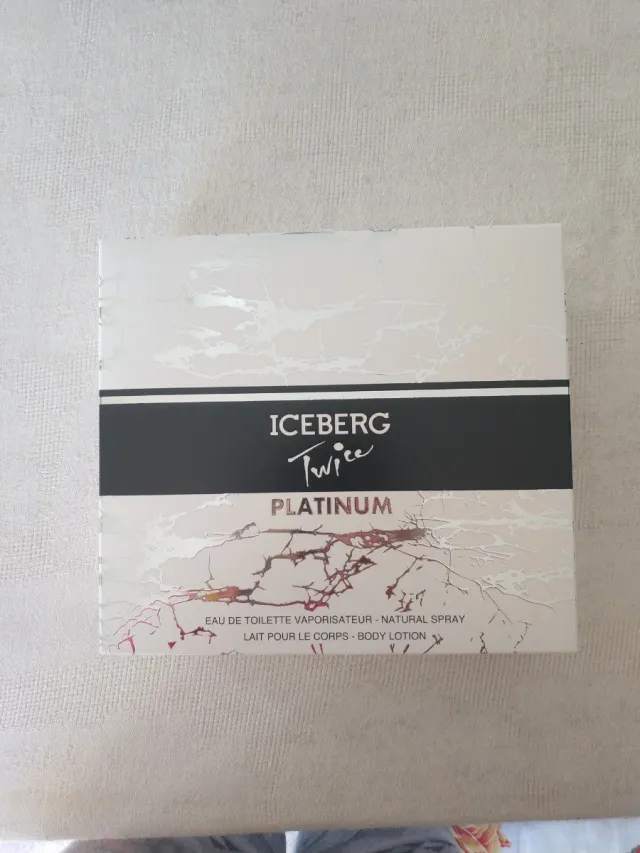 ICEBERG
Twice
PLATINUM
EAU DE TOILETTE VAPORISATEUR - NATURAL SPRAY
LAIT POUR LE CORPS - BODY LOTION